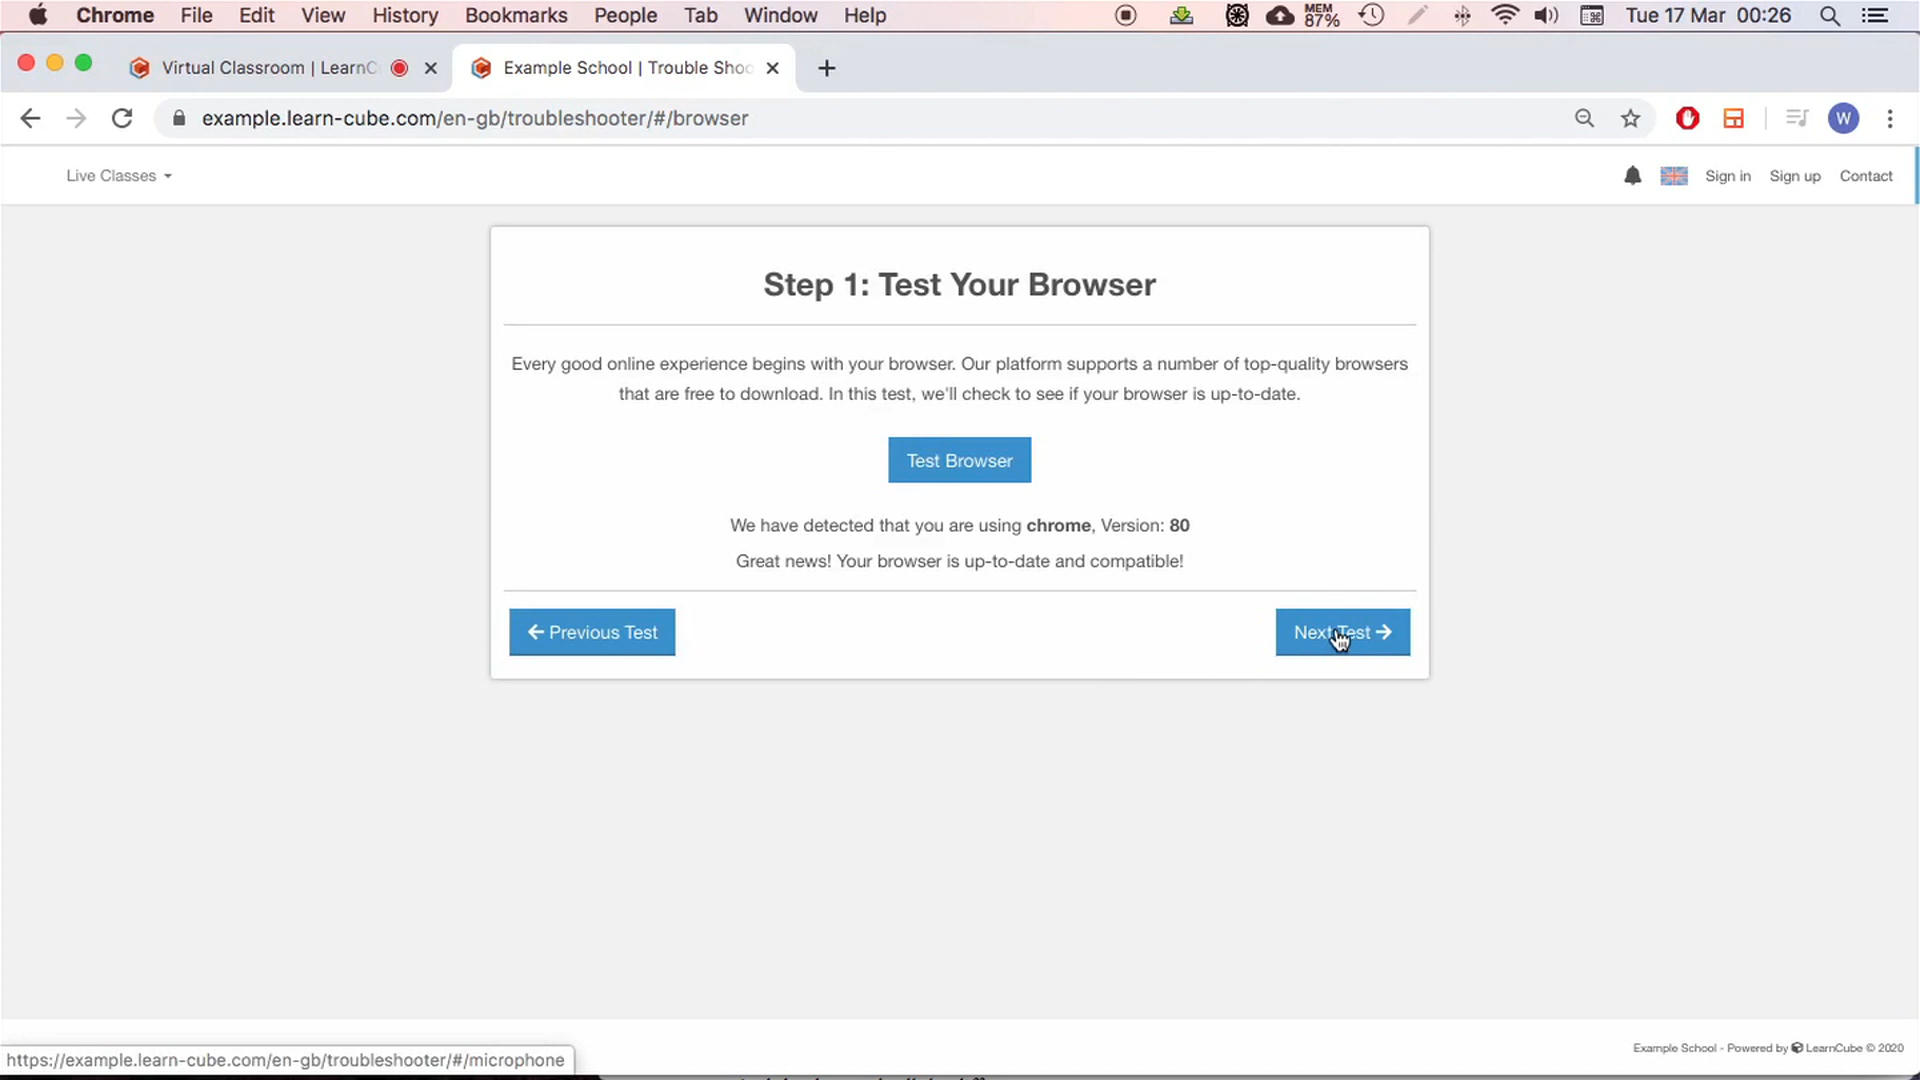 Chrome File Edit View History Bookmarks People Tab Window Help MEM 87% Tue 17 Mar 00:26
Virtual Classroom | LearnC Example School | Trouble Shoo
example.learn-cube.com/en-gb/troubleshooter/#/browser W
Live Classes Sign in Sign up Contact
Step 1: Test Your Browser
Every good online experience begins with your browser. Our platform supports a number of top-quality browsers
that are free to download. In this test, we'll check to see if your browser is up-to-date.
Test Browser
We have detected that you are using chrome, Version: 80
Great news! Your browser is up-to-date and compatible!
Previous Test Next Test
https://example.learn-cube.com/en-gb/troubleshooter/#/microphone
Example School - Powered by LearnCube © 2020